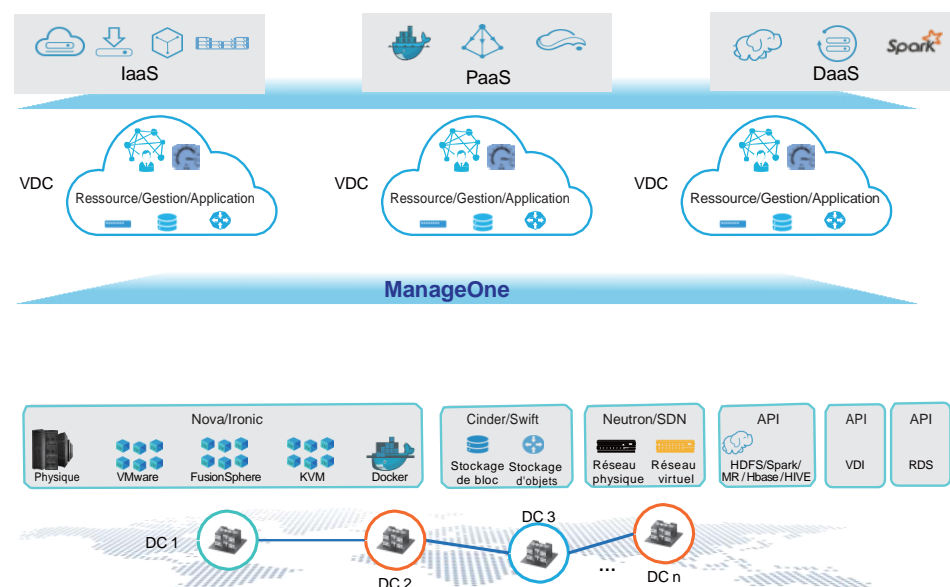 IaaS
PaaS
DaaS
Spark
VDC
Ressource/Gestion/Application
VDC
Ressource/Gestion/Application
VDC
Ressource/Gestion/Application
ManageOne
Nova/Ironic
Physique
VMware
FusionSphere
KVM
Docker
Cinder/Swift
Stockage
de bloc
Stockage
d'objets
Neutron/SDN
Réseau
physique
Réseau
virtuel
API
HDFS/Spark/
MR/Hbase/HIVE
API
VDI
API
RDS
DC 1
DC 2
DC 3
...
DC n